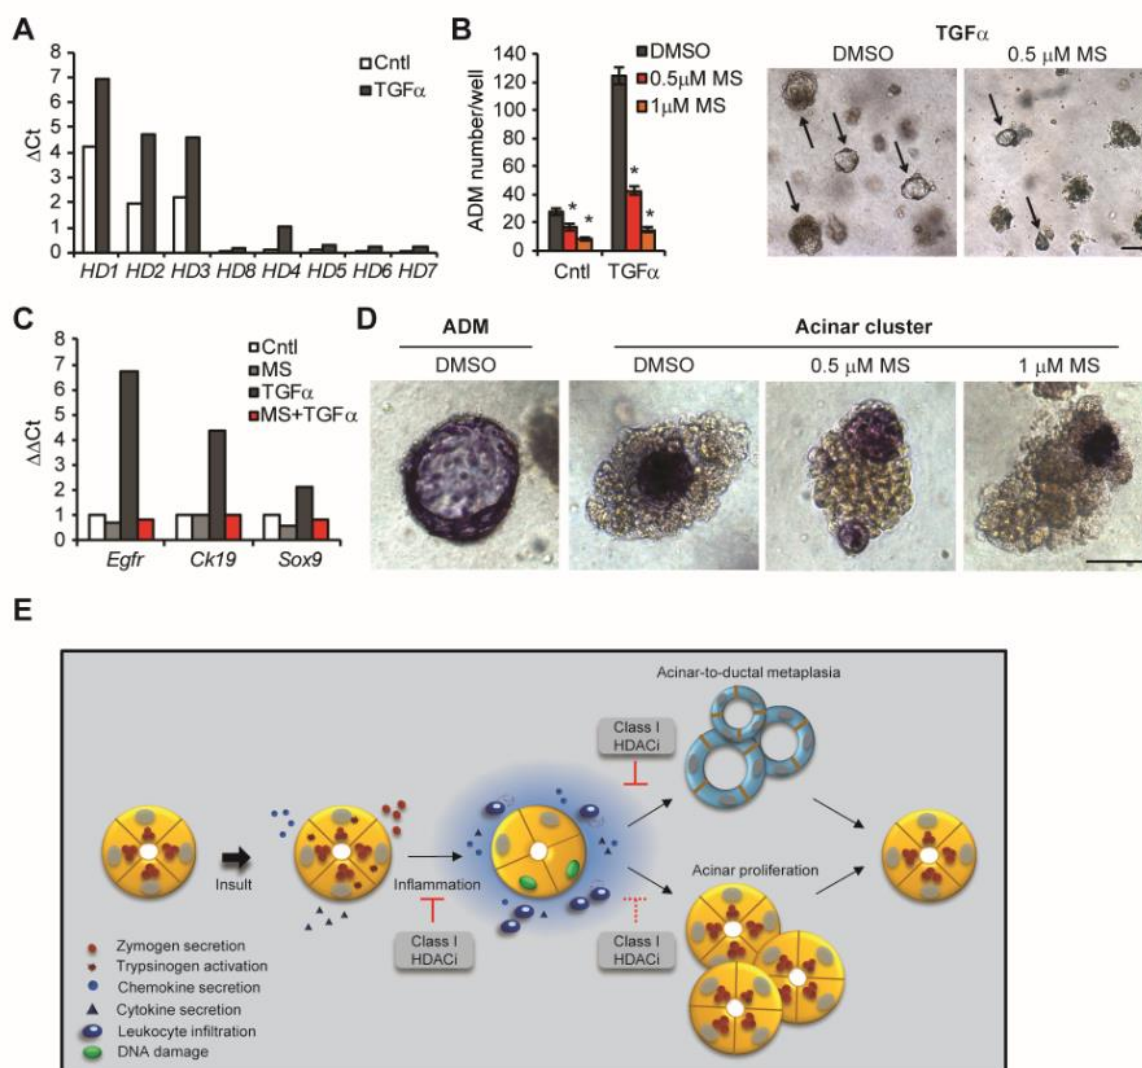 A
8
7
6
5
4
3
2
1
0
ΔCt
Cntl
TGFα
HD1 HD2 HD3 HD8 HD4 HD5 HD6 HD7
B
140
120
100
80
60
40
20
0
ADM number/well
DMSO
0.5μM MS
1μM MS
* * * *
Cntl TGFα
TGFα
DMSO 0.5 μM MS
C
8
7
6
5
4
3
2
1
0
ΔΔCt
Cntl
MS
TGFα
MS+TGFα
Egfr Ck19 Sox9
D
ADM Acinar cluster
DMSO DMSO 0.5 μM MS 1 μM MS
E
Acinar-to-ductal metaplasia
Class I
HDACi
Insult
Inflammation
Acinar proliferation
Class I
HDACi
Class I
HDACi
Zymogen secretion
Trypsinogen activation
Chemokine secretion
Cytokine secretion
Leukocyte infiltration
DNA damage